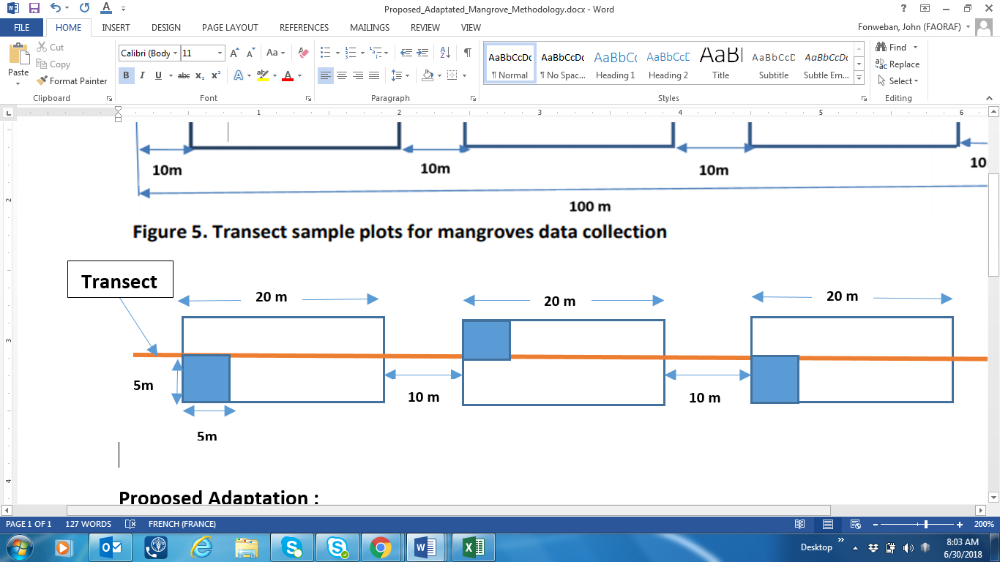 Proposed_Adaptated_Mangrove_Methodology.docx - Word
FILE HOME INSERT DESIGN PAGE LAYOUT REFERENCES MAILINGS REVIEW VIEW Fonweban, John (FAORAF)
Paste
Cut
Copy
Format Painter
Clipboard
Calibri (Body 11
Font
Paragraph
AaBbCcDc AaBbCcDc AaBbC AaBbCcD AaBl AaBbCcD AaBbCcDc
¶ Normal ¶ No Spac... Heading 1 Heading 2 Title Subtitle Subtle Em...
Styles
Find
Replace
Select
Editing
1 2 3 4 5 6
2
3
4
10m 10m 10m 10
100 m
Figure 5. Transect sample plots for mangroves data collection
Transect
20 m 20 m 20 m
5m
10 m 10 m
5m
Proposed Adaptation :
PAGE 1 OF 1 127 WORDS FRENCH (FRANCE) 200%
Desktop
8:03 AM
6/30/2018